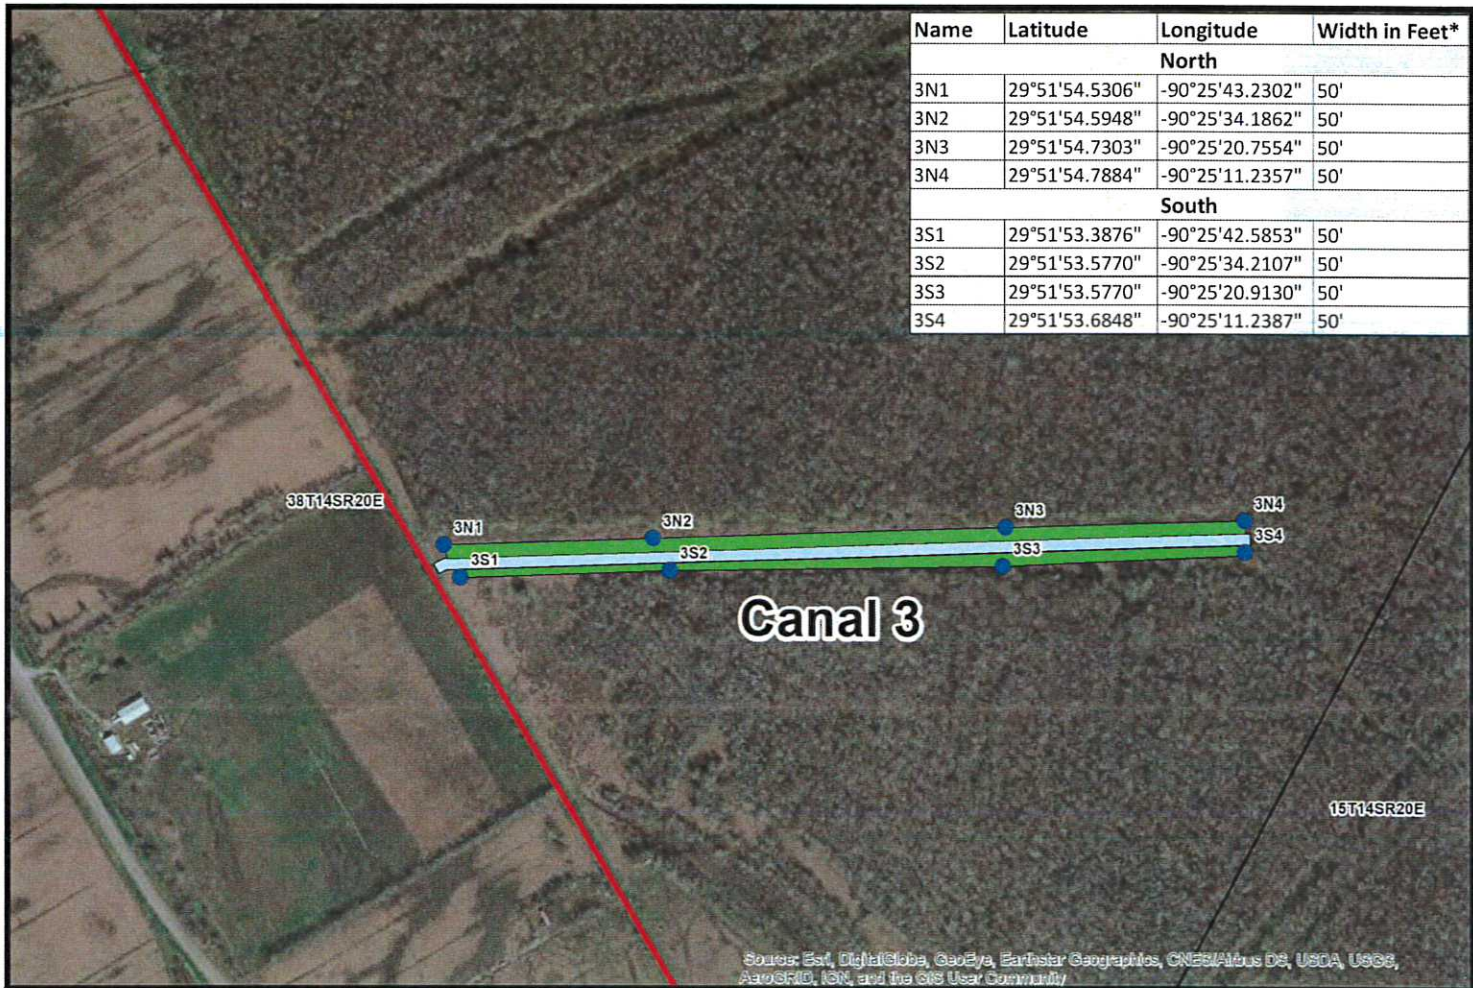 Name Latitude Longitude Width in Feet*
North
3N1 29°51'54.5306" -90°25'43.2302" 50'
3N2 29°51'54.5948" -90°25'34.1862" 50'
3N3 29°51'54.7303" -90°25'20.7554" 50'
3N4 29°51'54.7884" -90°25'11.2357" 50'
South
3S1 29°51'53.3876" -90°25'42.5853" 50'
3S2 29°51'53.5770" -90°25'34.2107" 50'
3S3 29°51'53.5770" -90°25'20.9130" 50'
3S4 29°51'53.6848" -90°25'11.2387" 50'
38T14SR20E
3N1
3N2
3N3
3N4
3S1
3S2
3S3
3S4
Canal 3
15T14SR20E
Source: Esri, DigitalGlobe, GeoEye, Earthstar Geographics, CNES/Airbus DS, USDA, USGS,
AeroGRID, IGN, and the GIS User Community